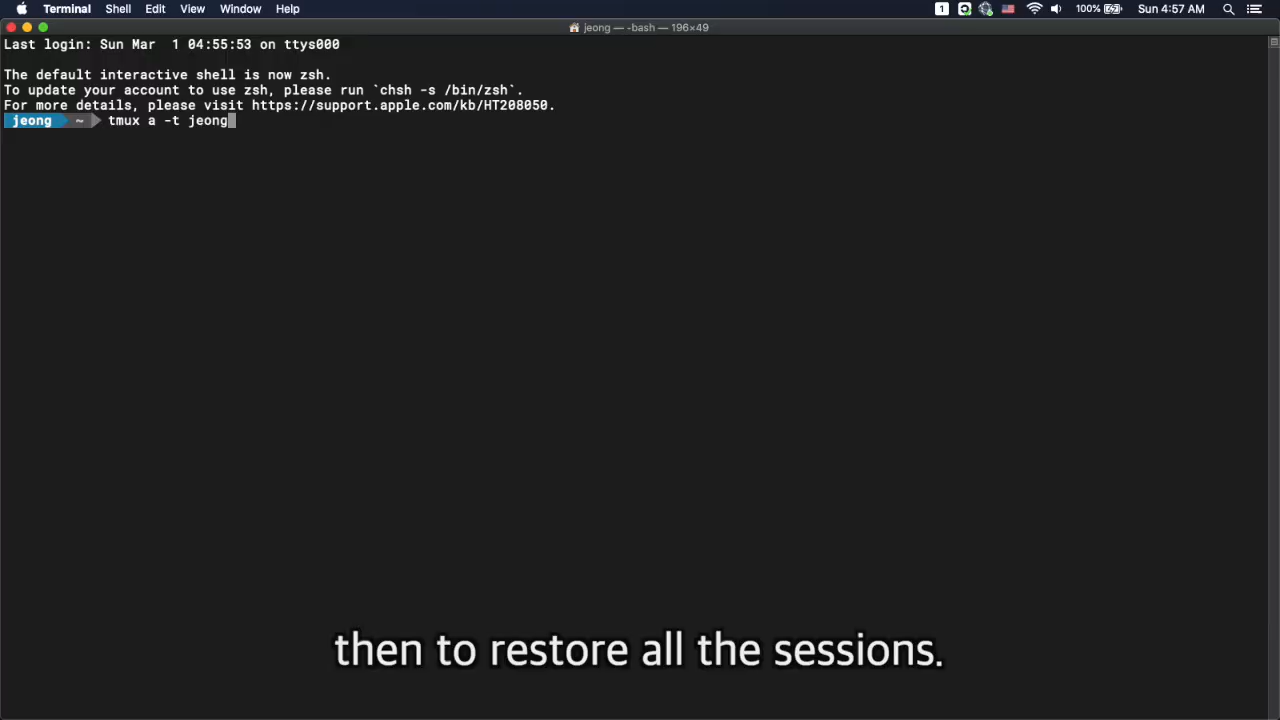 Terminal Shell Edit View Window Help 1 100% Sun 4:57 AM
jeong — -bash — 196×49
Last login: Sun Mar  1 04:55:53 on ttys000
The default interactive shell is now zsh.
To update your account to use zsh, please run `chsh -s /bin/zsh`.
For more details, please visit https://support.apple.com/kb/HT208050.
jeong ~ tmux a -t jeong
then to restore all the sessions.